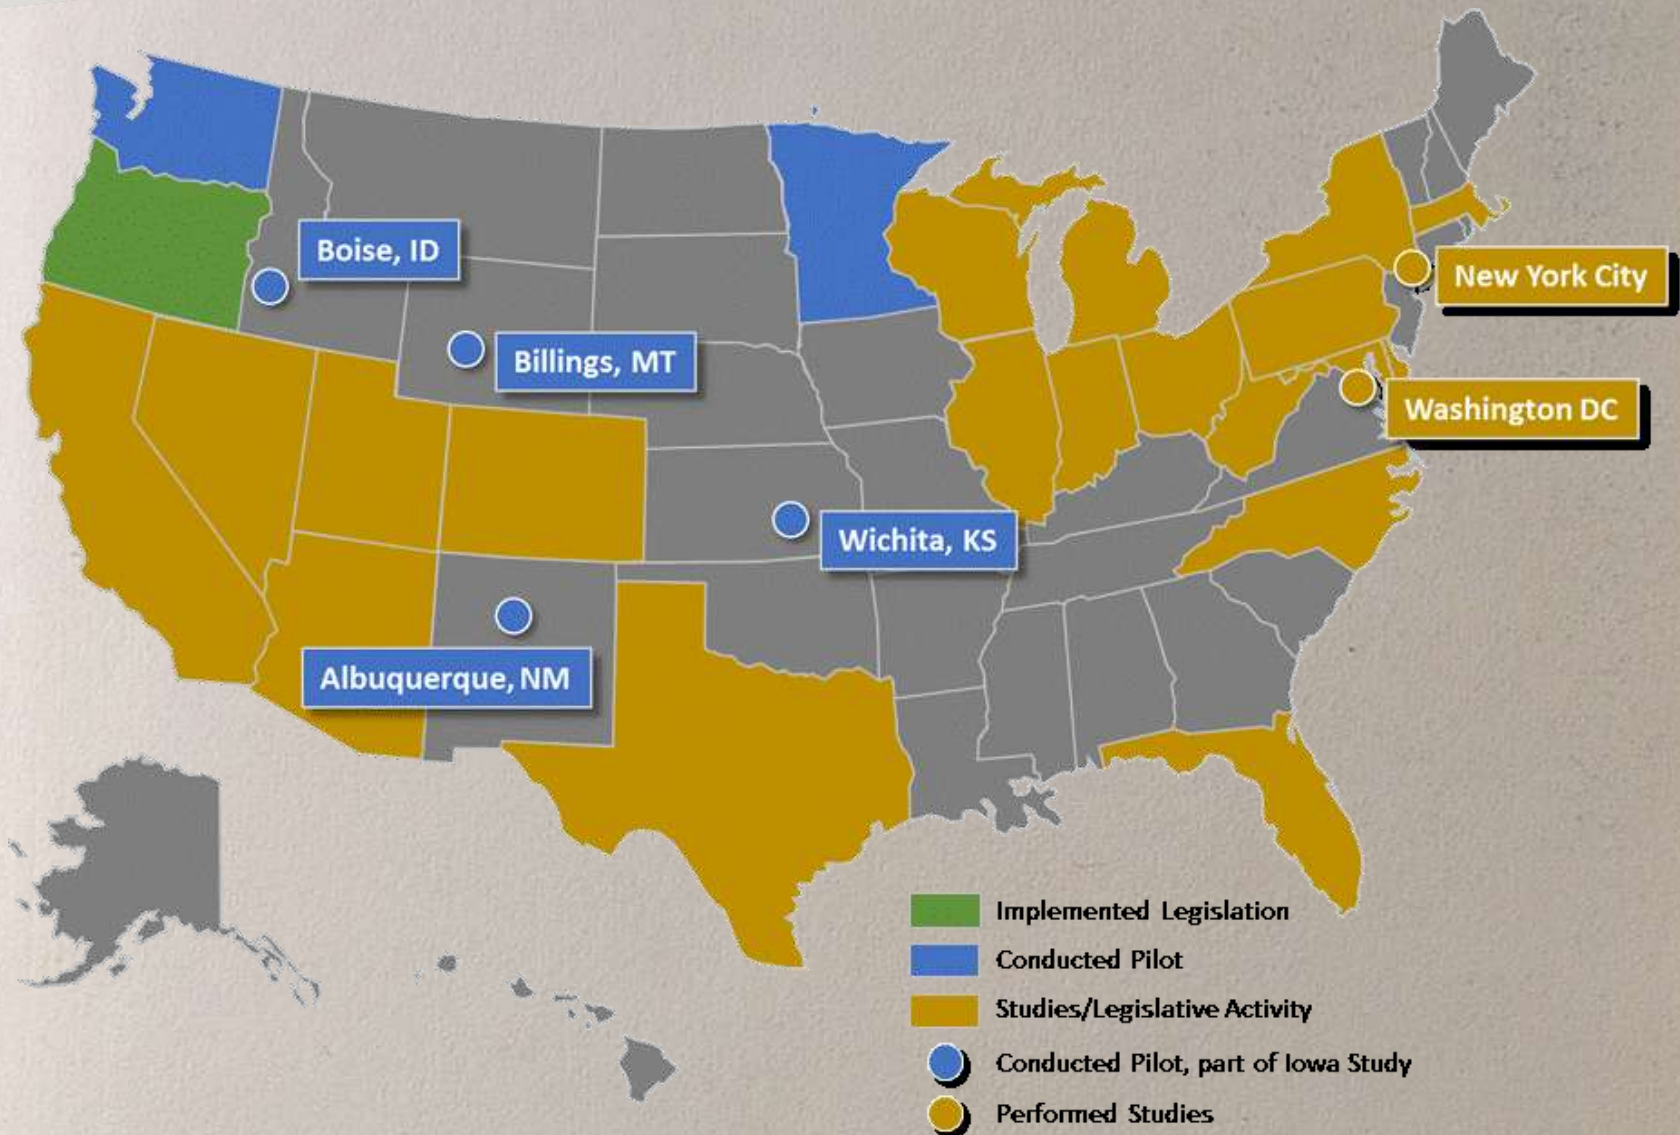 Boise, ID
New York City
Billings, MT
Washington DC
Wichita, KS
Albuquerque, NM
Implemented Legislation
Conducted Pilot
Studies/Legislative Activity
Conducted Pilot, part of Iowa Study
Performed Studies